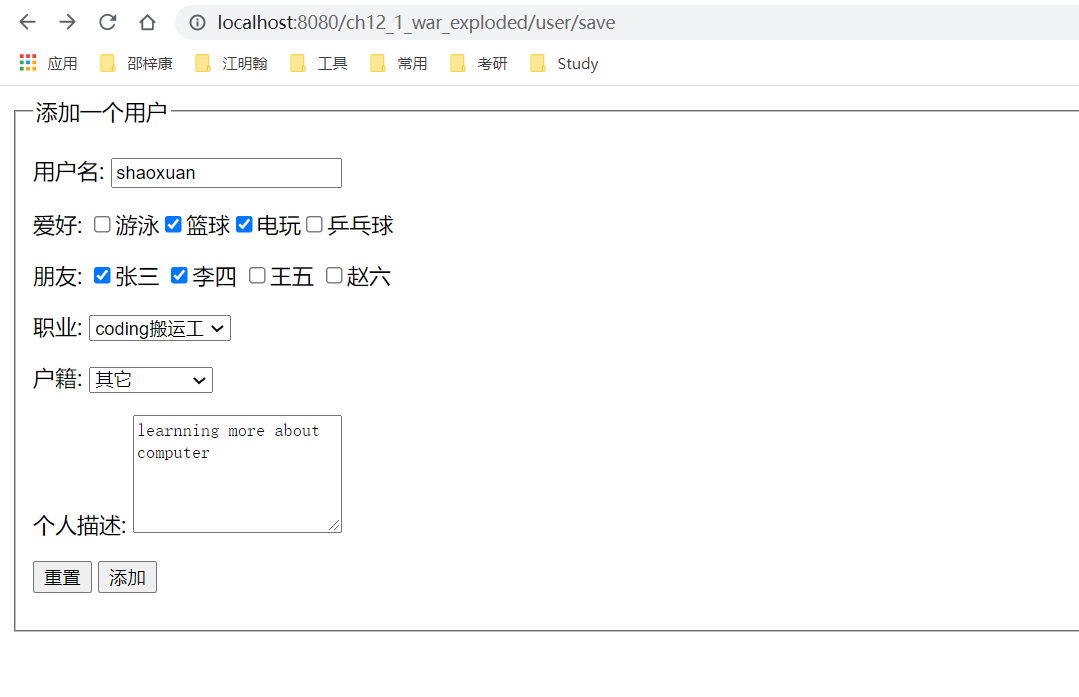 localhost:8080/ch12_1_war_exploded/user/save
应用 邵梓康 江明翰 工具 常用 考研 Study
添加一个用户
用户名: shaoxuan
爱好: 游泳 篮球 电玩 乒乓球
朋友: 张三 李四 王五 赵六
职业: coding搬运工
户籍: 其它
learnning more about
computer
个人描述:
重置 添加